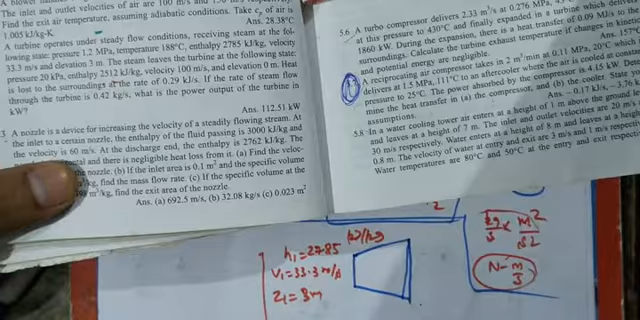 The inlet and outlet velocities of air are 100 m/s and
Find the exit air temperature, assuming adiabatic conditions. Take cp of air is
1.005 kJ/kg-K.
Ans. 28.38°C
A turbine operates under steady flow conditions, receiving steam at the fol-
lowing state: pressure 1.2 MPa, temperature 188°C, enthalpy 2785 kJ/kg, velocity
33.3 m/s and elevation 3 m. The steam leaves the turbine at the following state:
pressure 20 kPa, enthalpy 2512 kJ/kg, velocity 100 m/s, and elevation 0 m. Heat
is lost to the surroundings at the rate of 0.29 kJ/s. If the rate of steam flow
through the turbine is 0.42 kg/s, what is the power output of the turbine in
kW?
Ans. 112.51 kW
3 A nozzle is a device for increasing the velocity of a steadily flowing stream. At
the inlet to a certain nozzle, the enthalpy of the fluid passing is 3000 kJ/kg and
the velocity is 60 m/s. At the discharge end, the enthalpy is 2762 kJ/kg. The
and there is negligible heat loss from it. (a) Find the veloc-
the nozzle. (b) If the inlet area is 0.1 m² and the specific volume
/kg, find the mass flow rate. (c) If the specific volume at the
m³/kg, find the exit area of the nozzle.
Ans. (a) 692.5 m/s, (b) 32.08 kg/s (c) 0.023 m²
5.6 A turbo compressor delivers 2.33 m³/s at 0.276 MPa, 43
at this pressure to 430°C and finally expanded in a turbine which delivers
1860 kW. During the expansion, there is a heat transfer of 0.09 MJ/s to the
surroundings. Calculate the turbine exhaust temperature if changes in kinetic
and potential energy are negligible.
Ans. 157°C
A reciprocating air compressor takes in 2 m³/min at 0.11 MPa, 20°C which
delivers at 1.5 MPa, 111°C to an aftercooler where the air is cooled at constant
pressure to 25°C. The power absorbed by the compressor is 4.15 kW. Determine
the heat transfer in (a) the compressor, and (b) the cooler. State your
assumptions.
Ans. – 0.17 kJ/s, – 3.76 k
5.8 In a water cooling tower air enters at a height of 1 m above the ground
and leaves at a height of 7 m. The inlet and outlet velocities are 20 m/s
30 m/s respectively. Water enters at a height of 8 m and leaves at a height
0.8 m. The velocity of water at entry and exit are 3 m/s and 1 m/s respect
Water temperatures are 80°C and 50°C at the entry and exit respect
2
h₁=2785
kJ/kg
V₁=33.3 m/s
Z₁=3m
kg/s × m²/s²
N-m/s